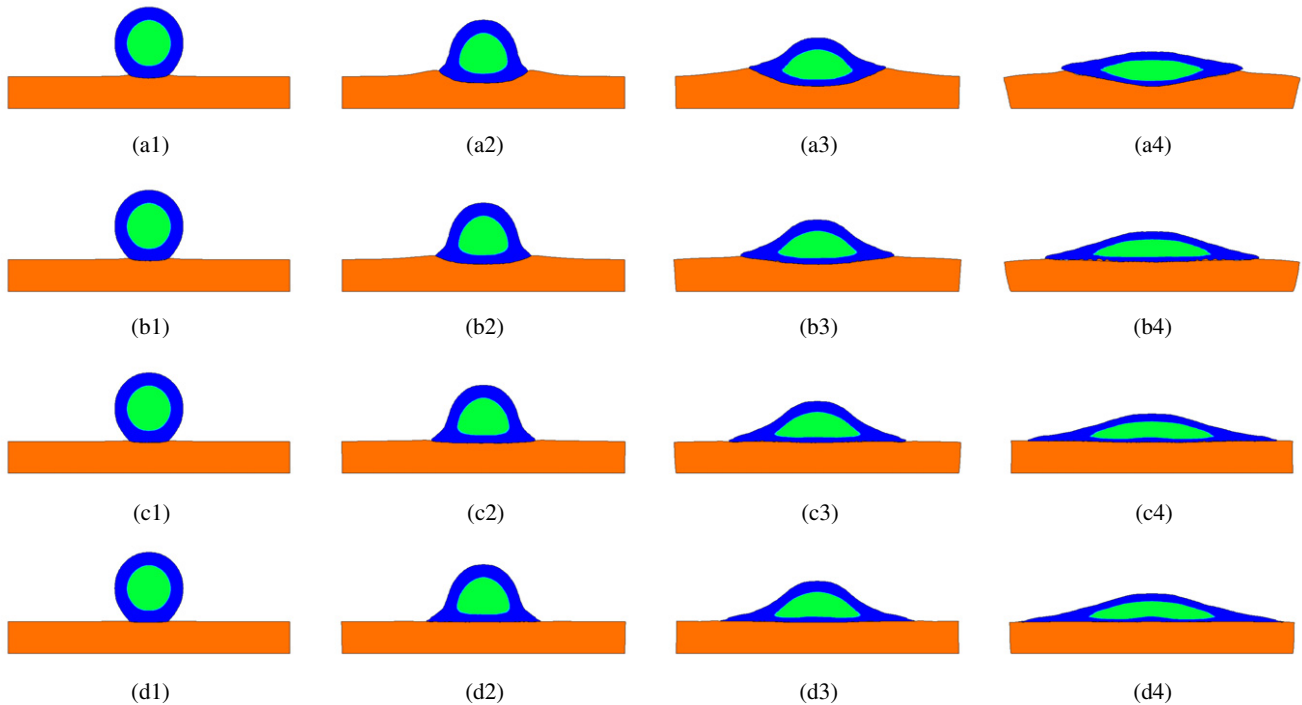 (a1) (a2) (a3) (a4)
(b1) (b2) (b3) (b4)
(c1) (c2) (c3) (c4)
(d1) (d2) (d3) (d4)